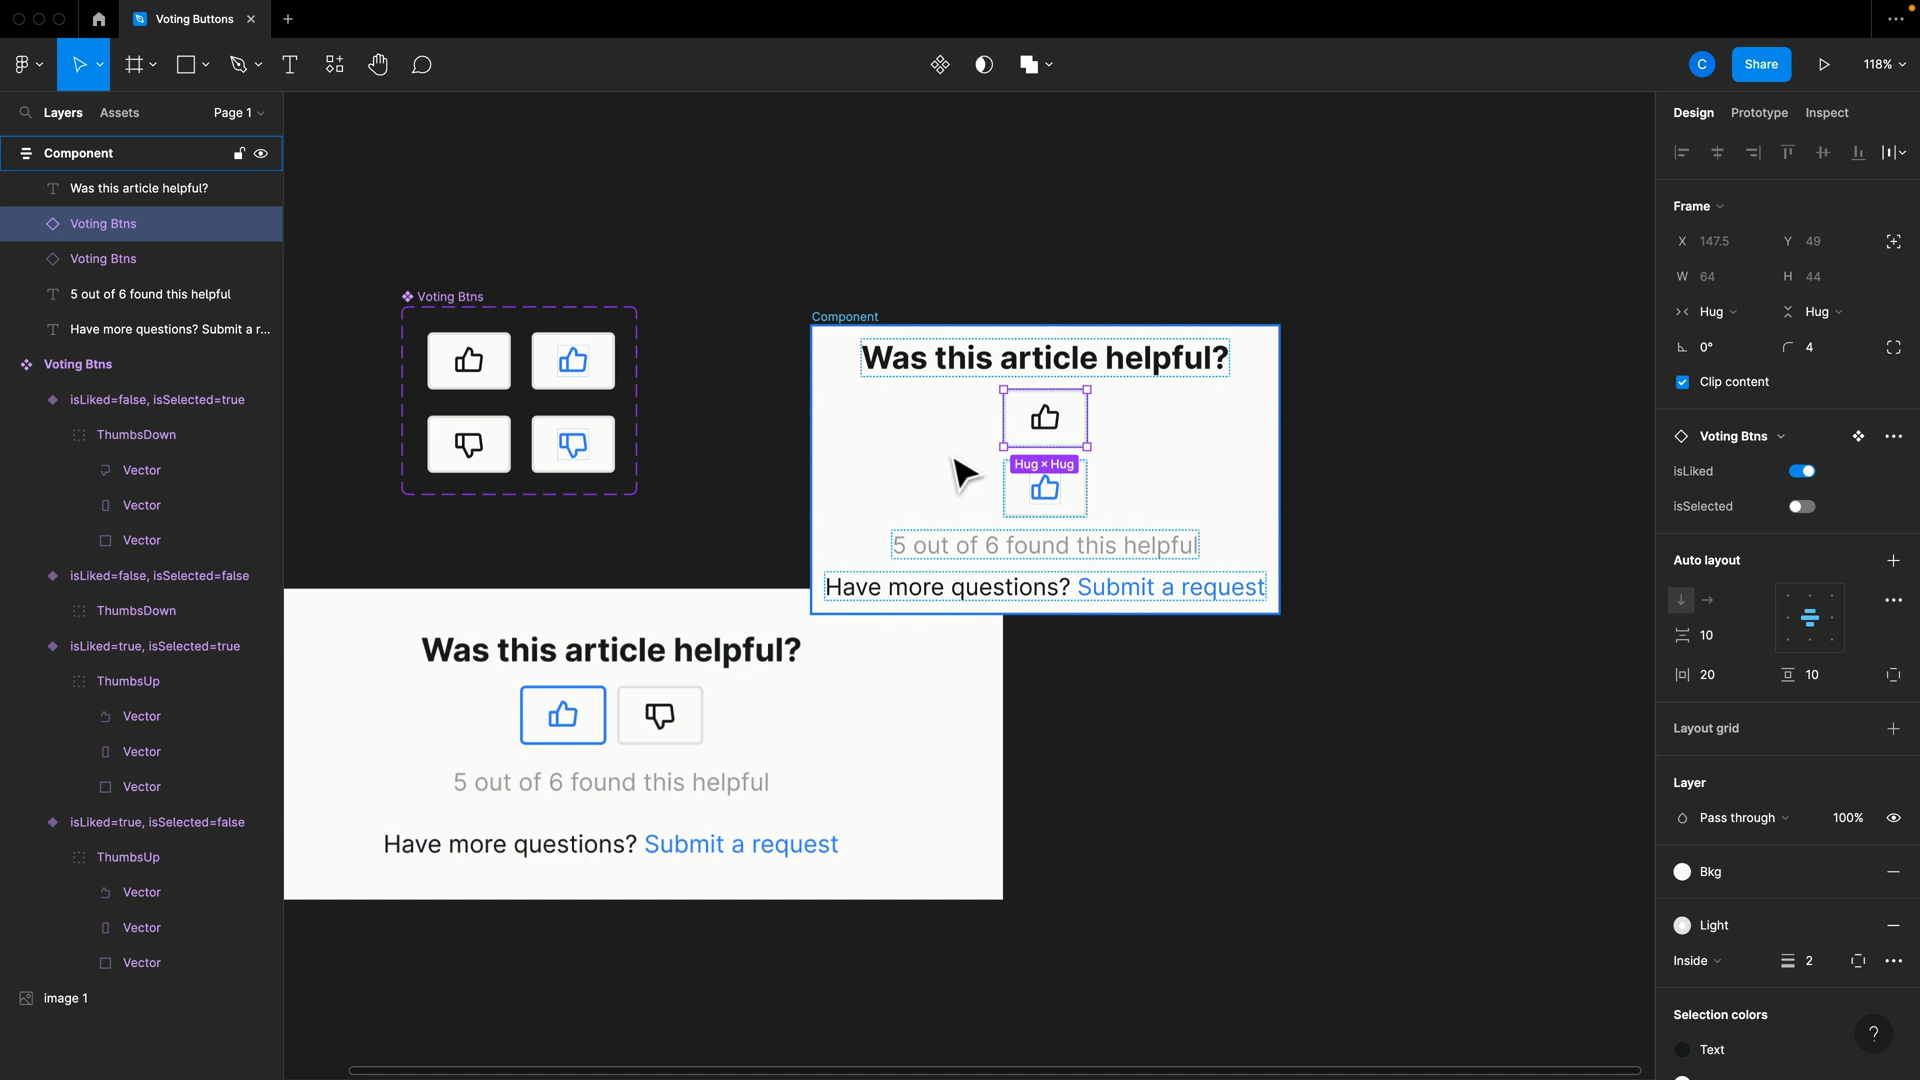 Voting Buttons
C
Share
118%
Layers
Assets
Page 1
Component
Was this article helpful?
Voting Btns
Voting Btns
5 out of 6 found this helpful
Have more questions? Submit a r...
Voting Btns
isLiked=false, isSelected=true
ThumbsDown
Vector
Vector
Vector
isLiked=false, isSelected=false
ThumbsDown
isLiked=true, isSelected=true
ThumbsUp
Vector
Vector
Vector
isLiked=true, isSelected=false
ThumbsUp
Vector
Vector
Vector
image 1
Voting Btns
Component
Was this article helpful?
Hug × Hug
5 out of 6 found this helpful
Have more questions? Submit a request
Was this article helpful?
5 out of 6 found this helpful
Have more questions? Submit a request
Design
Prototype
Inspect
Frame
X 147.5
Y 49
W 64
H 44
Hug
Hug
0°
4
Clip content
Voting Btns
isLiked
isSelected
Auto layout
10
20
10
Layout grid
Layer
Pass through
100%
Bkg
Light
Inside
2
Selection colors
Text
?